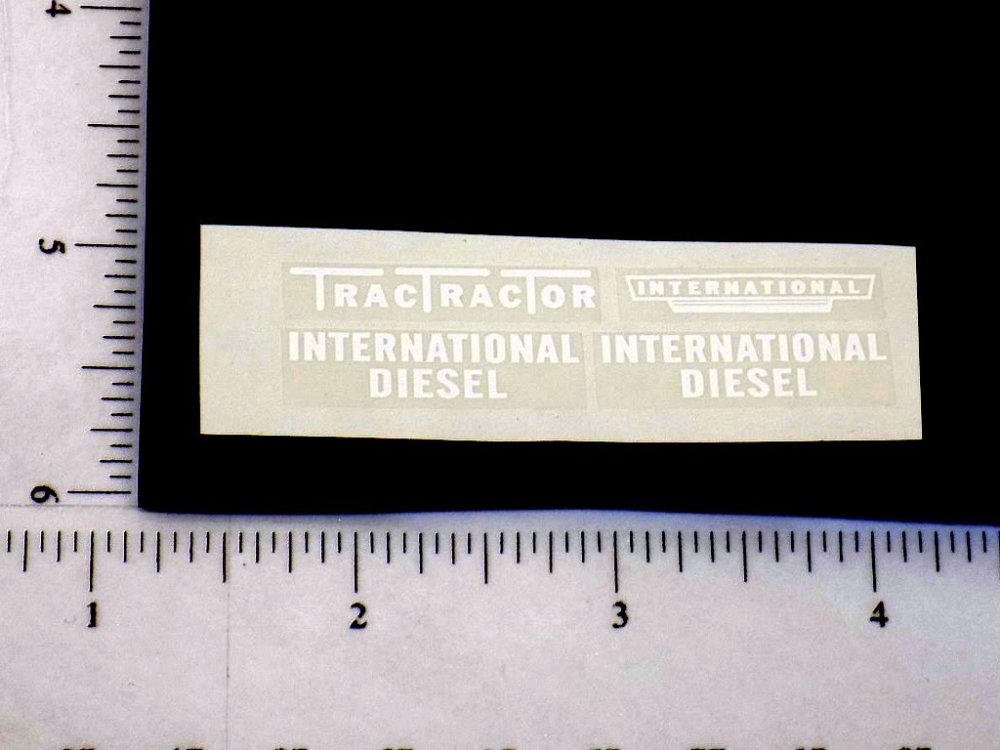 4
5
6
TRACTRACTOR INTERNATIONAL
INTERNATIONAL INTERNATIONAL
DIESEL DIESEL
1 2 3 4